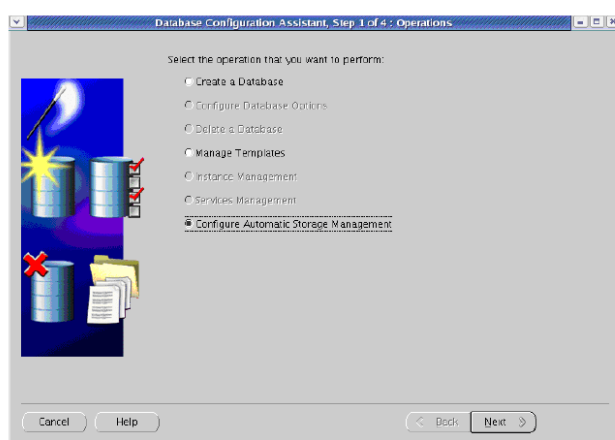 Database Configuration Assistant, Step 1 of 4 : Operations
Select the operation that you want to perform:
Create a Database
Configure Database Options
Delete a Database
Manage Templates
Instance Management
Services Management
Configure Automatic Storage Management
Cancel
Help
Back
Next